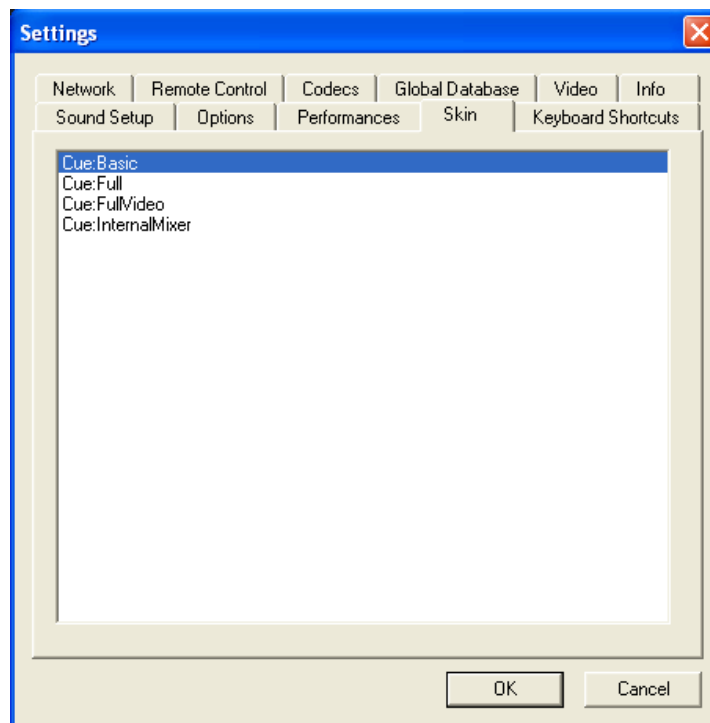 Settings
Network Remote Control Codecs Global Database Video Info
Sound Setup Options Performances Skin Keyboard Shortcuts
Cue:Basic
Cue:Full
Cue:FullVideo
Cue:InternalMixer
OK Cancel